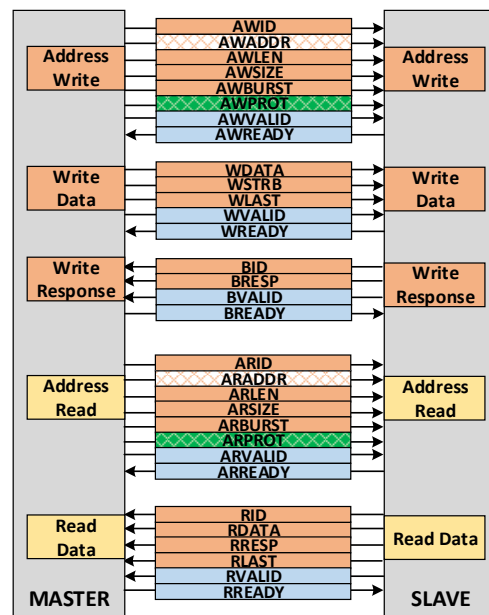 AWID
AWADDR
Address
Write
AWLEN
AWSIZE
AWBURST
AWPROT
AWVALID
AWREADY
Address
Write
Write
Data
WDATA
WSTRB
WLAST
WVALID
WREADY
Write
Data
Write
Response
BID
BRESP
BVALID
BREADY
Write
Response
Address
Read
ARID
ARADDR
ARLEN
ARSIZE
ARBURST
ARPROT
ARVALID
ARREADY
Address
Read
Read
Data
RID
RDATA
RRESP
RLAST
RVALID
RREADY
Read Data
MASTER
SLAVE